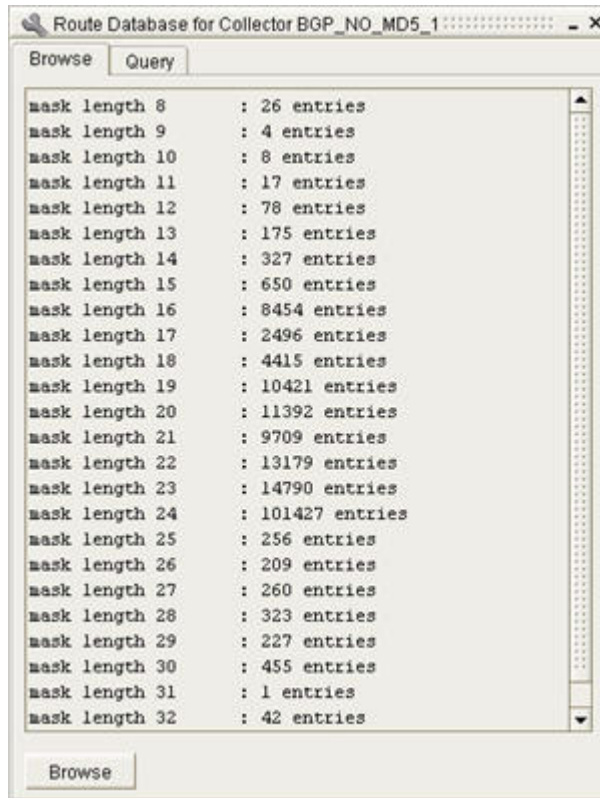 Route Database for Collector BGP_NO_MD5_1
Browse Query
mask length 8 : 26 entries
mask length 9 : 4 entries
mask length 10 : 8 entries
mask length 11 : 17 entries
mask length 12 : 78 entries
mask length 13 : 175 entries
mask length 14 : 327 entries
mask length 15 : 650 entries
mask length 16 : 8454 entries
mask length 17 : 2496 entries
mask length 18 : 4415 entries
mask length 19 : 10421 entries
mask length 20 : 11392 entries
mask length 21 : 9709 entries
mask length 22 : 13179 entries
mask length 23 : 14790 entries
mask length 24 : 101427 entries
mask length 25 : 256 entries
mask length 26 : 209 entries
mask length 27 : 260 entries
mask length 28 : 323 entries
mask length 29 : 227 entries
mask length 30 : 455 entries
mask length 31 : 1 entries
mask length 32 : 42 entries
Browse